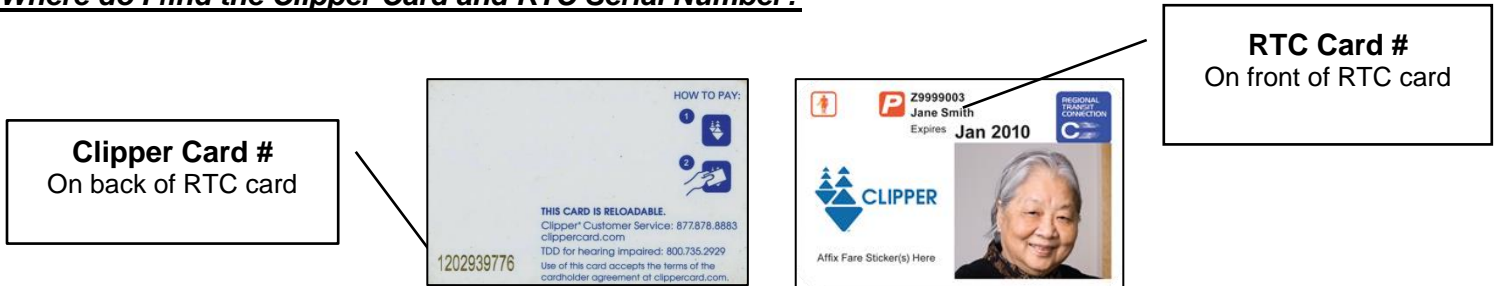 Where do I find the Clipper Card and RTC Serial Number?
RTC Card #
On front of RTC card
Clipper Card #
On back of RTC card
HOW TO PAY:
1
2
THIS CARD IS RELOADABLE.
Clipper® Customer Service: 877.878.8883
clippercard.com
TDD for hearing impaired: 800.735.2929
Use of this card accepts the terms of the
cardholder agreement at clippercard.com.
1202939776
P
Z9999003
Jane Smith
Expires Jan 2010
REGIONAL
TRANSIT
CONNECTION
C
CLIPPER
Affix Fare Sticker(s) Here